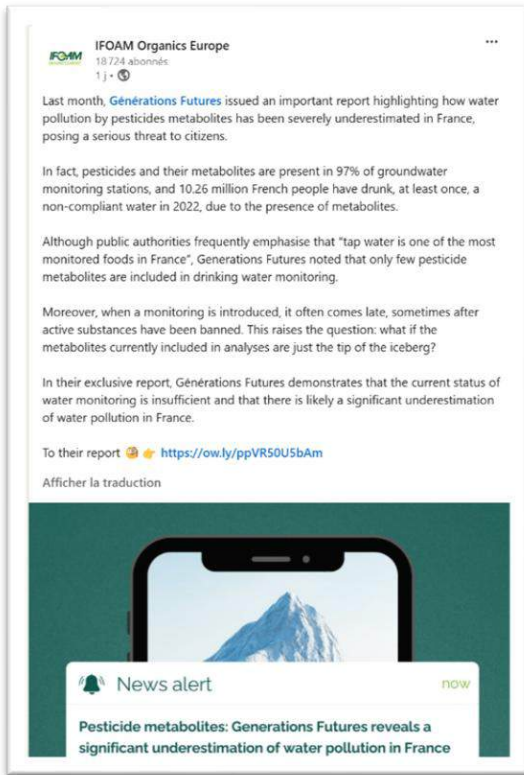 IFOAM
IFOAM Organics Europe
18 724 abonnés
1 j •
...
Last month, Générations Futures issued an important report highlighting how water
pollution by pesticides metabolites has been severely underestimated in France,
posing a serious threat to citizens.
In fact, pesticides and their metabolites are present in 97% of groundwater
monitoring stations, and 10.26 million French people have drunk, at least once, a
non-compliant water in 2022, due to the presence of metabolites.
Although public authorities frequently emphasise that “tap water is one of the most
monitored foods in France”, Generations Futures noted that only few pesticide
metabolites are included in drinking water monitoring.
Moreover, when a monitoring is introduced, it often comes late, sometimes after
active substances have been banned. This raises the question: what if the
metabolites currently included in analyses are just the tip of the iceberg?
In their exclusive report, Générations Futures demonstrates that the current status of
water monitoring is insufficient and that there is likely a significant underestimation
of water pollution in France.
To their report 🧐 👉 https://ow.ly/ppVR50U5bAm
Afficher la traduction
News alert now
Pesticide metabolites: Generations Futures reveals a
significant underestimation of water pollution in France